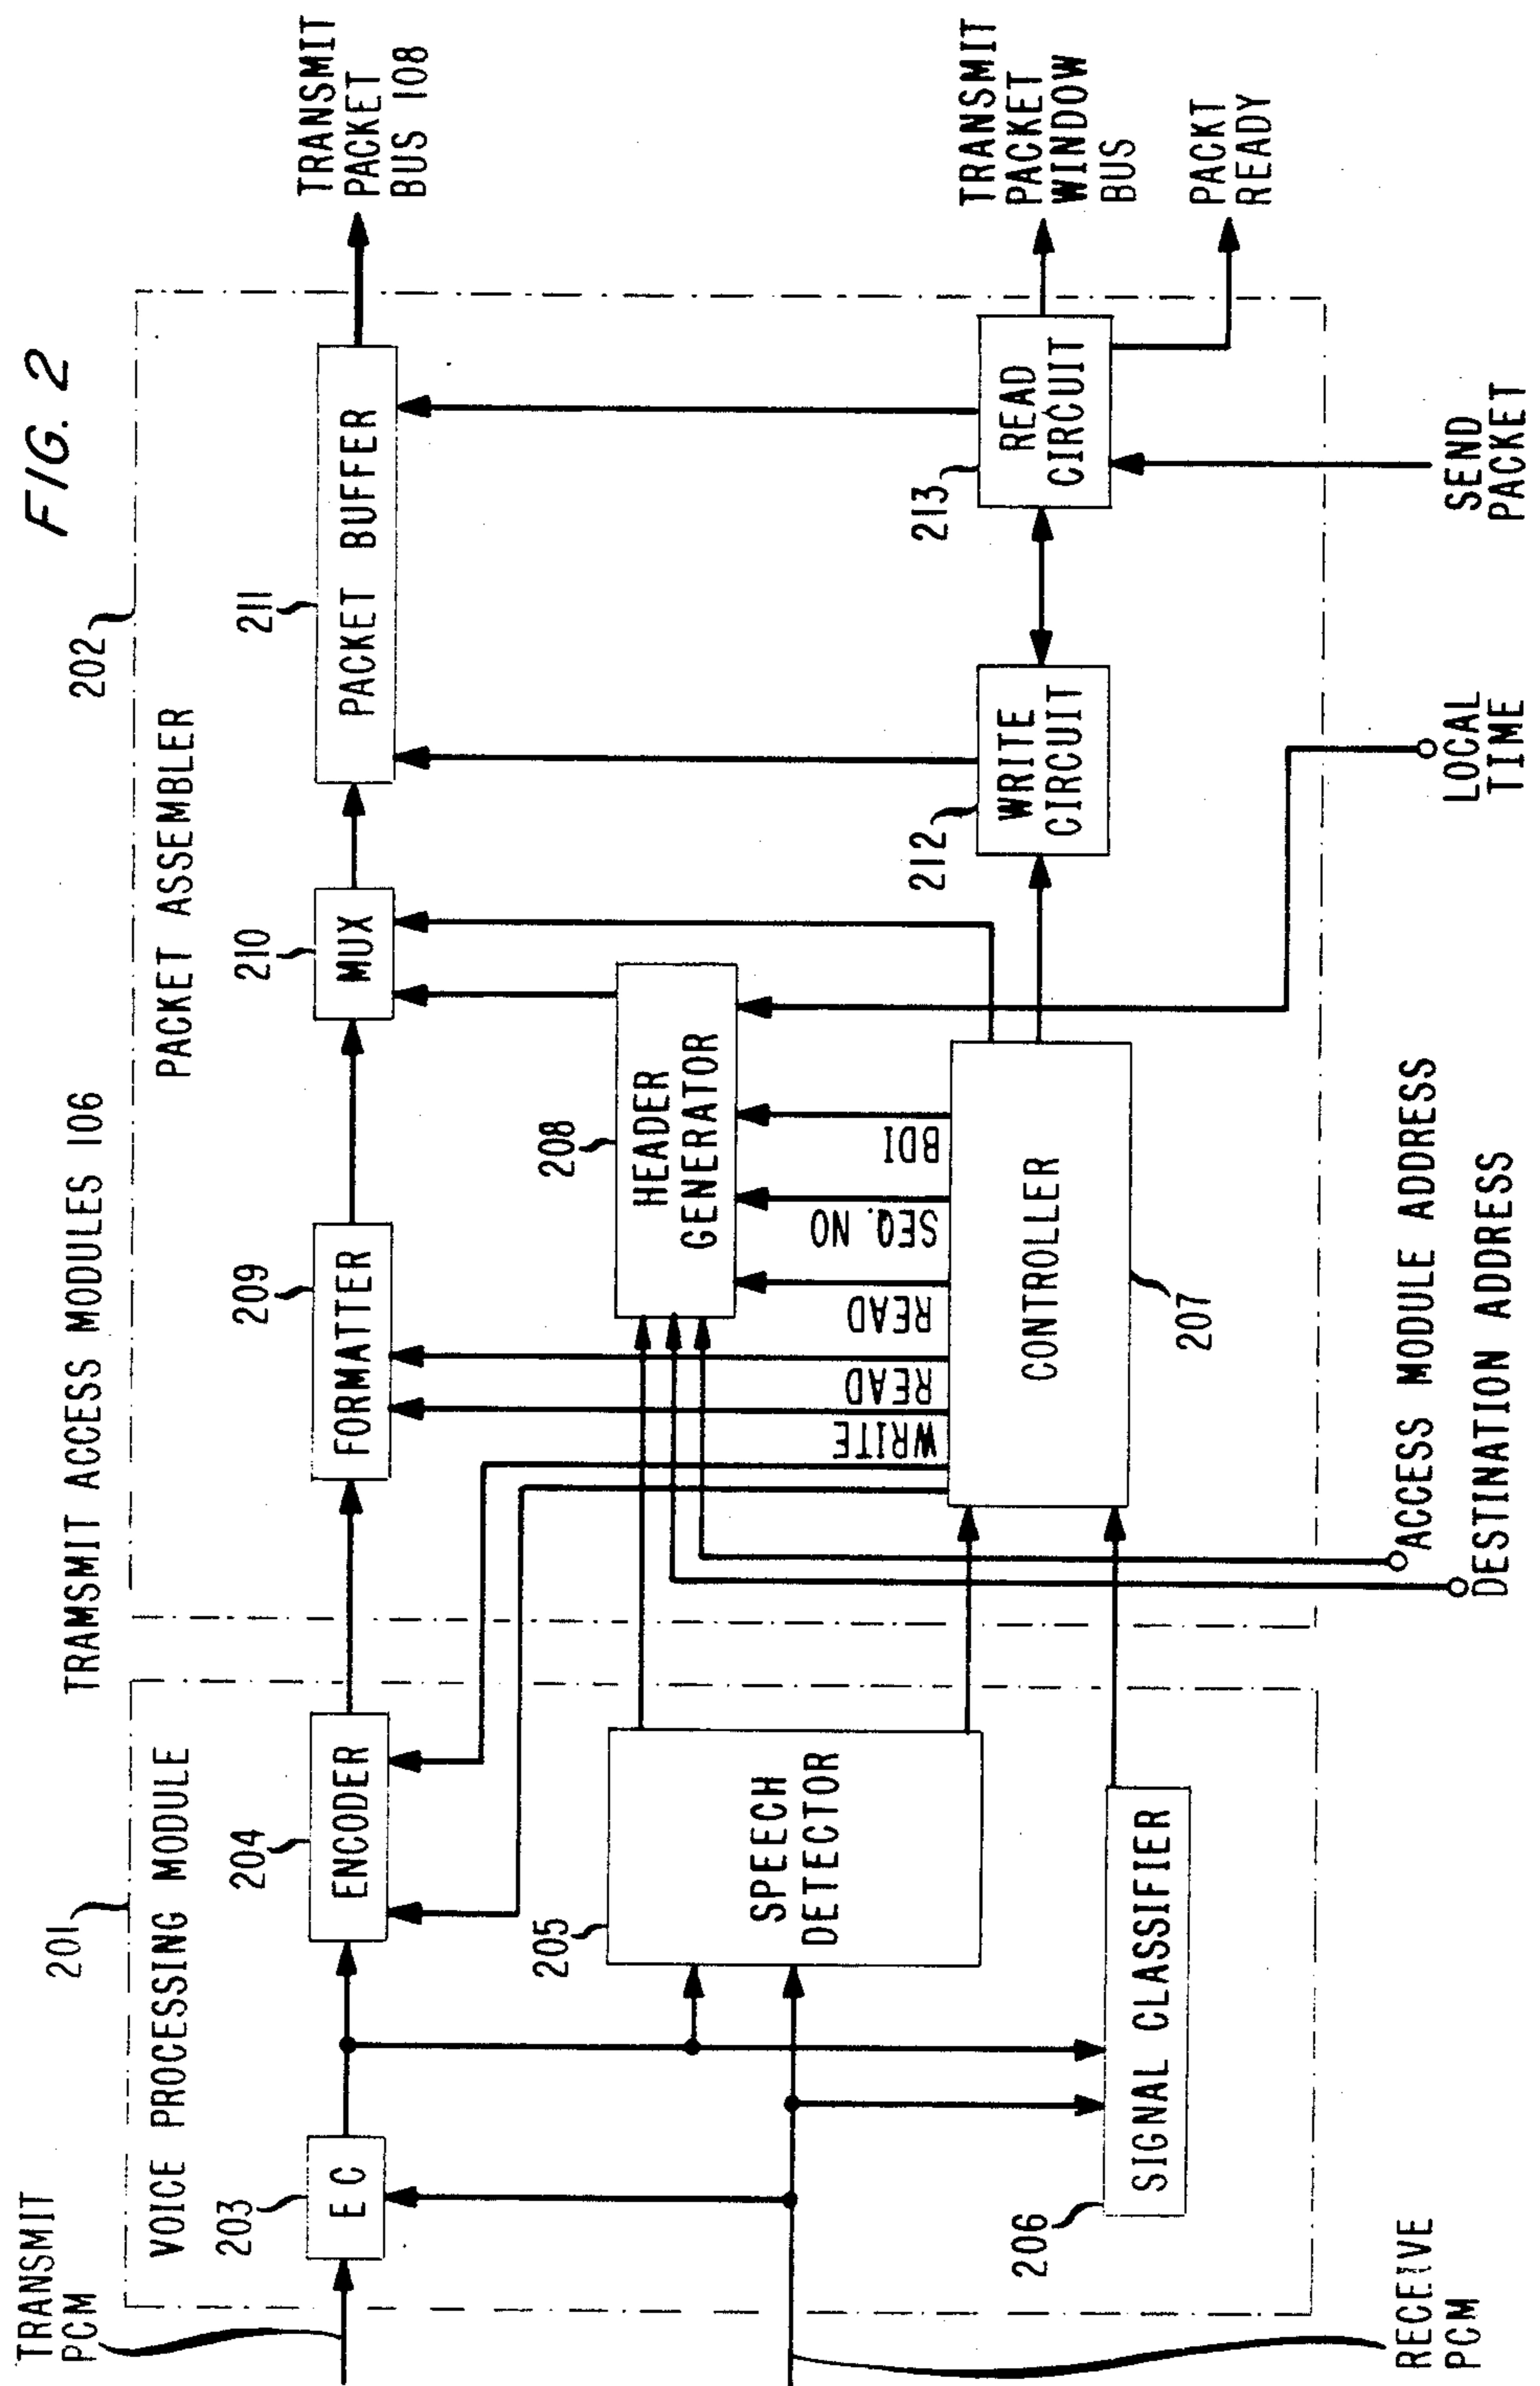 FIG. 2
TRAMSMIT ACCESS MODULES 106
201
202
VOICE PROCESSING MODULE
PACKET ASSEMBLER
TRANSMIT
PCM
203
E C
204
ENCODER
209
FORMATTER
210
MUX
211
PACKET BUFFER
TRANSMIT
PACKET
BUS 108
205
SPEECH
DETECTOR
208
HEADER
GENERATOR
WRITE
READ
READ
SEQ. NO
BDI
206
SIGNAL CLASSIFIER
CONTROLLER
207
212
WRITE
CIRCUIT
213
READ
CIRCUIT
TRANSMIT
PACKET
WINDOW
BUS
PACKT
READY
RECEIVE
PCM
ACCESS MODULE ADDRESS
DESTINATION ADDRESS
LOCAL
TIME
SEND
PACKET